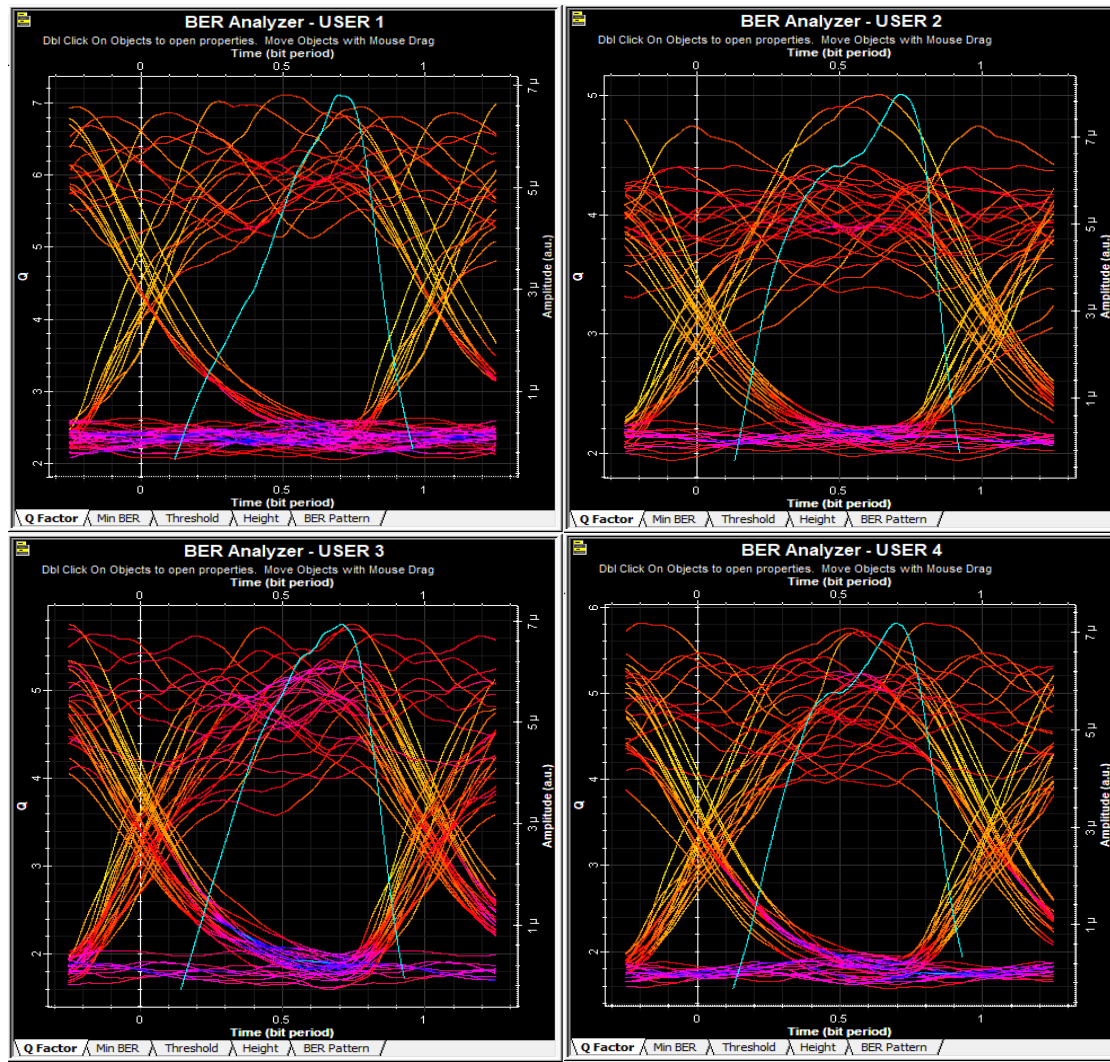 BER Analyzer - USER 1
Dbl Click On Objects to open properties. Move Objects with Mouse Drag
Time (bit period)
0 0.5 1
7
6
5
4
3
2
Q
7 µ
5 µ
3 µ
1 µ
Amplitude (a.u.)
0 0.5 1
Time (bit period)
Q Factor Min BER Threshold Height BER Pattern
BER Analyzer - USER 2
Dbl Click On Objects to open properties. Move Objects with Mouse Drag
Time (bit period)
0 0.5 1
5
4
3
2
Q
7 µ
5 µ
3 µ
1 µ
Amplitude (a.u.)
0 0.5 1
Time (bit period)
Q Factor Min BER Threshold Height BER Pattern
BER Analyzer - USER 3
Dbl Click On Objects to open properties. Move Objects with Mouse Drag
Time (bit period)
0 0.5 1
5
4
3
2
Q
7 µ
5 µ
3 µ
1 µ
Amplitude (a.u.)
0 0.5 1
Time (bit period)
Q Factor Min BER Threshold Height BER Pattern
BER Analyzer - USER 4
Dbl Click On Objects to open properties. Move Objects with Mouse Drag
Time (bit period)
0 0.5 1
6
5
4
3
2
Q
7 µ
5 µ
3 µ
1 µ
Amplitude (a.u.)
0 0.5 1
Time (bit period)
Q Factor Min BER Threshold Height BER Pattern